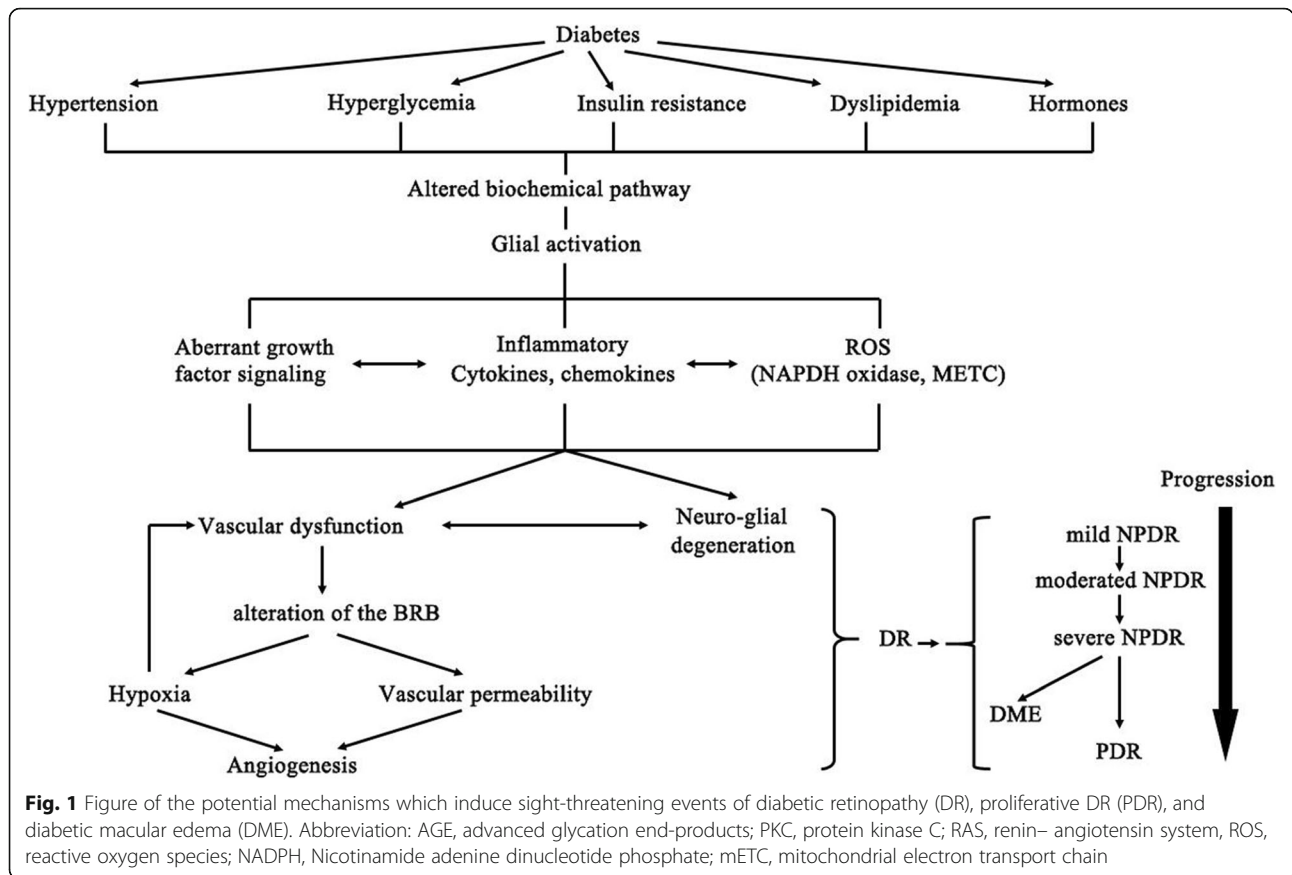 Diabetes
Hypertension
Hyperglycemia
Insulin resistance
Dyslipidemia
Hormones
Altered biochemical pathway
Glial activation
Aberrant growth
factor signaling
Inflammatory
Cytokines, chemokines
ROS
(NAPDH oxidase, METC)
Vascular dysfunction
Neuro-glial
degeneration
alteration of the BRB
Hypoxia
Vascular permeability
Angiogenesis
DR
Progression
mild NPDR
moderated NPDR
severe NPDR
DME
PDR
Fig. 1 Figure of the potential mechanisms which induce sight-threatening events of diabetic retinopathy (DR), proliferative DR (PDR), and
diabetic macular edema (DME). Abbreviation: AGE, advanced glycation end-products; PKC, protein kinase C; RAS, renin– angiotensin system, ROS,
reactive oxygen species; NADPH, Nicotinamide adenine dinucleotide phosphate; mETC, mitochondrial electron transport chain